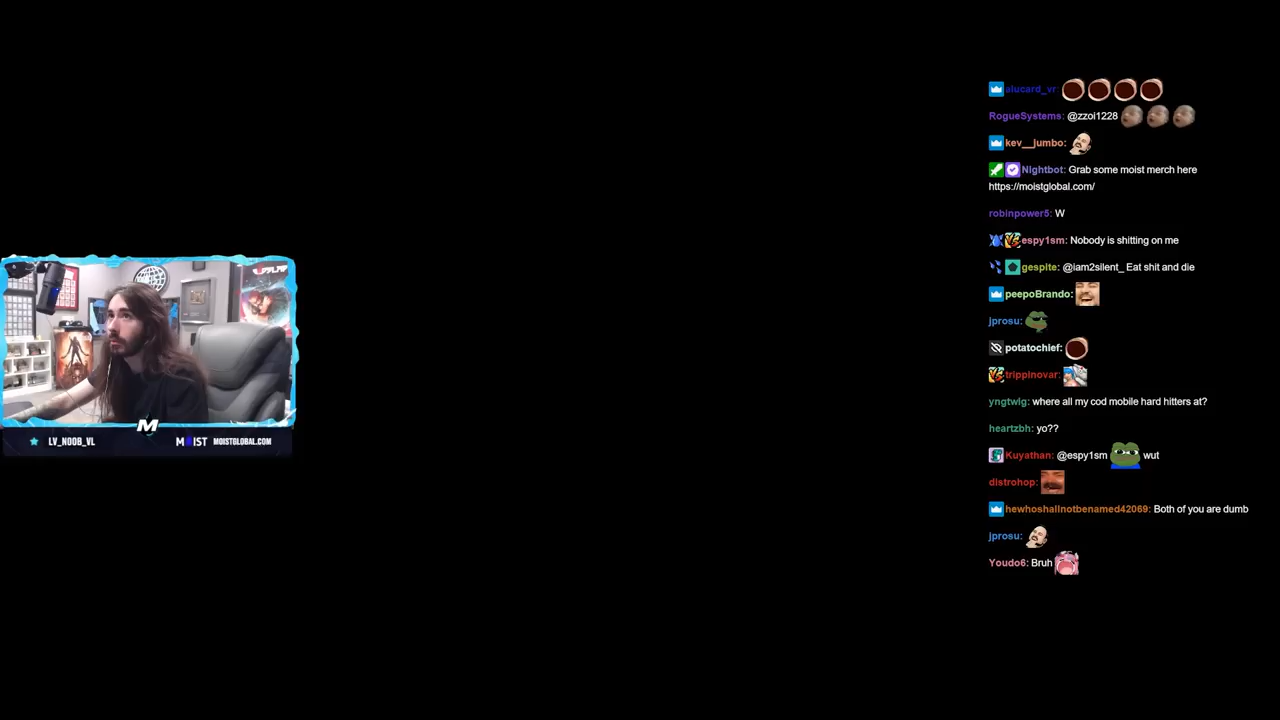 alucard_vr:
RogueSystems: @zzoi1228
kev__jumbo:
Nightbot: Grab some moist merch here
https://moistglobal.com/
robinpower5: W
espy1sm: Nobody is shitting on me
gespite: @iam2silent_ Eat shit and die
peepoBrando:
jprosu:
potatochief:
trippinovar:
yngtwig: where all my cod mobile hard hitters at?
heartzbh: yo??
Kuyathan: @espy1sm wut
distrohop:
hewhoshallnotbenamed42069: Both of you are dumb
jprosu:
Youdo6: Bruh
M
LV_N00B_VL
MOIST MOISTGLOBAL.COM